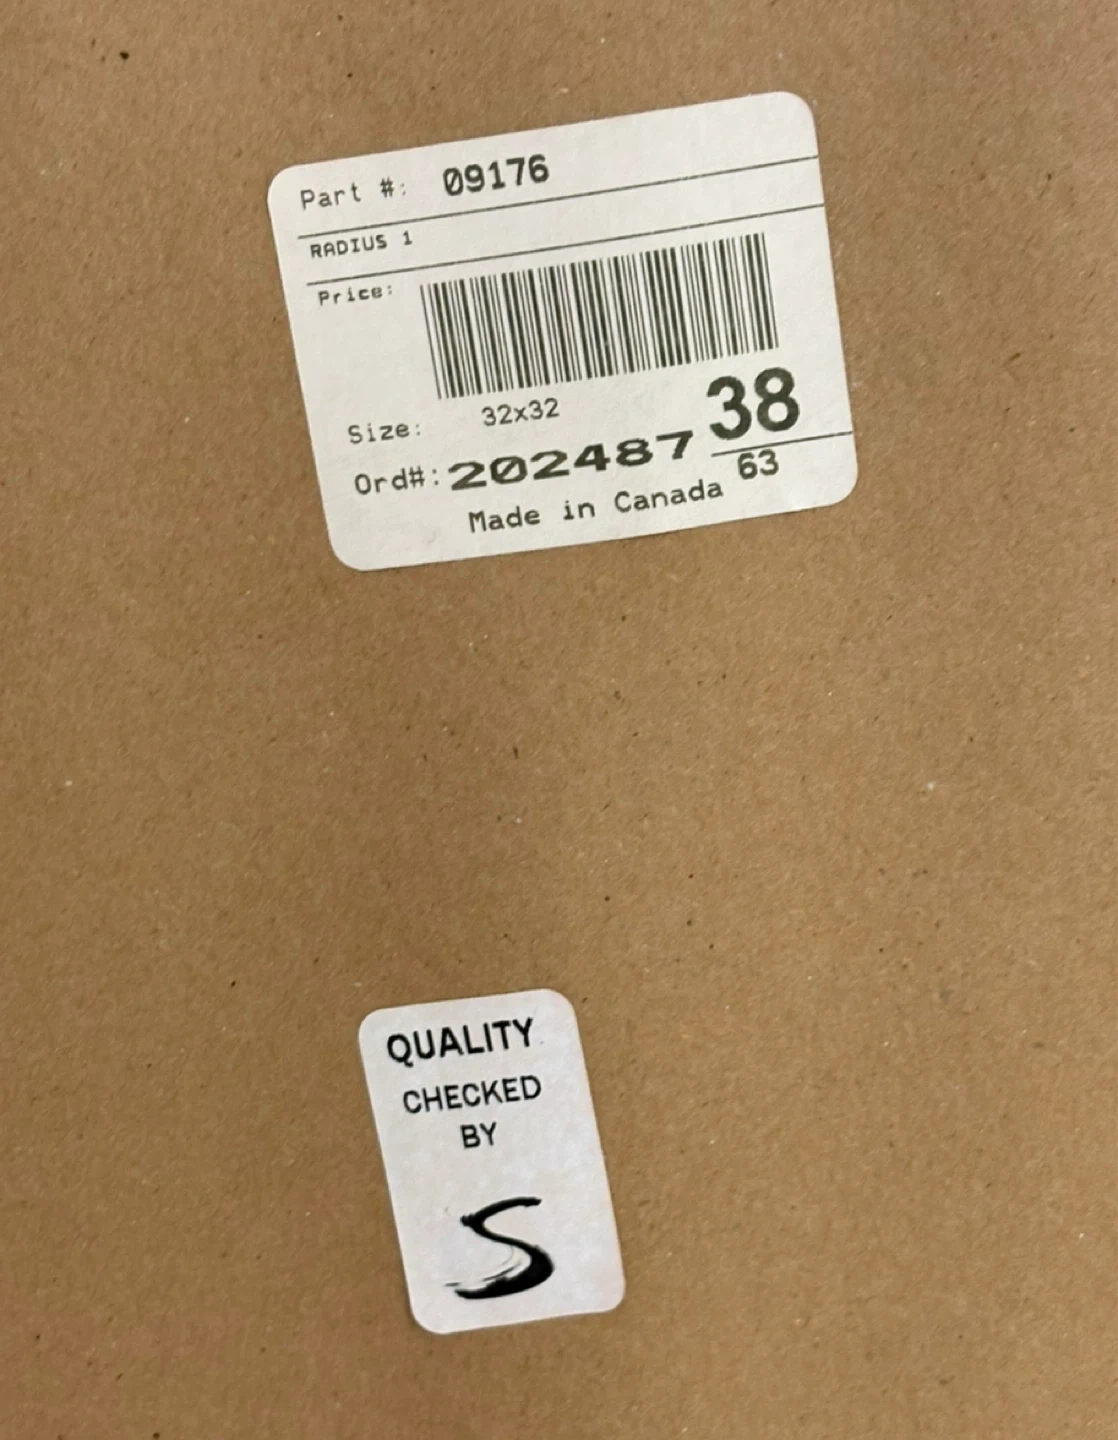 Part #: 09176
RADIUS 1
Price:
Size: 32x32
38
Ord#: 202487
63
Made in Canada
QUALITY
CHECKED
BY
S